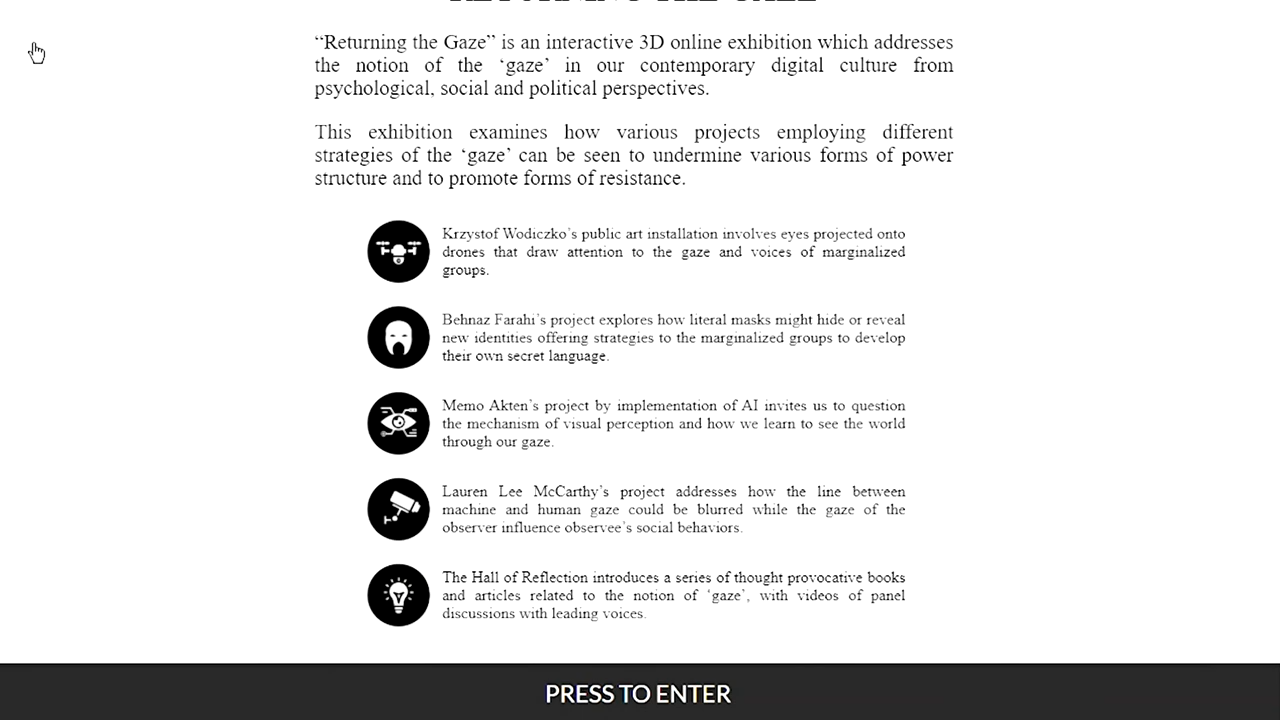 RETURNING THE GAZE
“Returning the Gaze” is an interactive 3D online exhibition which addresses
the notion of the ‘gaze’ in our contemporary digital culture from
psychological, social and political perspectives.
This exhibition examines how various projects employing different
strategies of the ‘gaze’ can be seen to undermine various forms of power
structure and to promote forms of resistance.
Krzystof Wodiczko’s public art installation involves eyes projected onto
drones that draw attention to the gaze and voices of marginalized
groups.
Behnaz Farahi’s project explores how literal masks might hide or reveal
new identities offering strategies to the marginalized groups to develop
their own secret language.
Memo Akten’s project by implementation of AI invites us to question
the mechanism of visual perception and how we learn to see the world
through our gaze.
Lauren Lee McCarthy’s project addresses how the line between
machine and human gaze could be blurred while the gaze of the
observer influence observee’s social behaviors.
The Hall of Reflection introduces a series of thought provocative books
and articles related to the notion of ‘gaze’, with videos of panel
discussions with leading voices.
PRESS TO ENTER